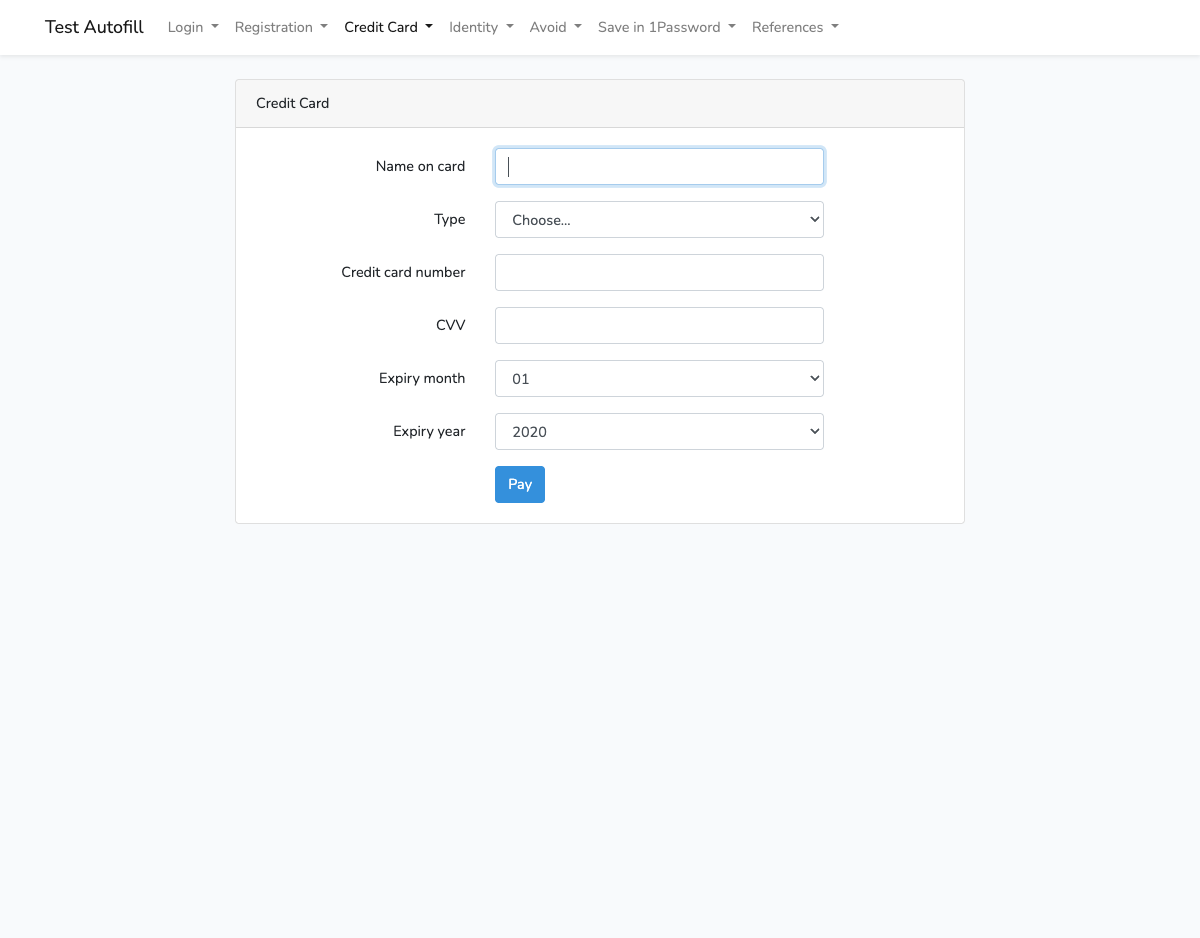 Test Autofill Login Registration Credit Card Identity Avoid Save in 1Password References
Credit Card
Name on card
Type Choose...
Credit card number
CVV
Expiry month 01
Expiry year 2020
Pay